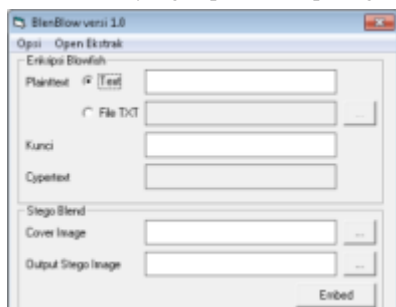 BlenBlow versi 1.0
Opsi Open Ekstrak
Enkripsi Blowfish
Plaintext Text
File TXT ...
Kunci
Cypertext
Stego Blend
Cover Image ...
Output Stego Image ...
Embed